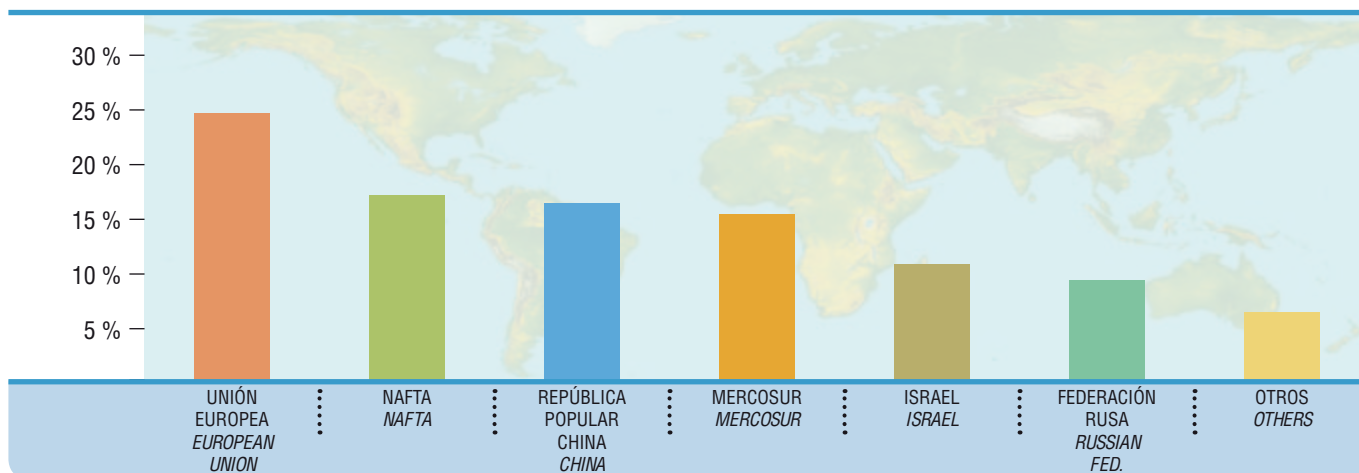 30 %
25 %
20 %
15 %
10 %
5 %
UNIÓN
EUROPEA
EUROPEAN
UNION
NAFTA
NAFTA
REPÚBLICA
POPULAR
CHINA
CHINA
MERCOSUR
MERCOSUR
ISRAEL
ISRAEL
FEDERACIÓN
RUSA
RUSSIAN
FED.
OTROS
OTHERS